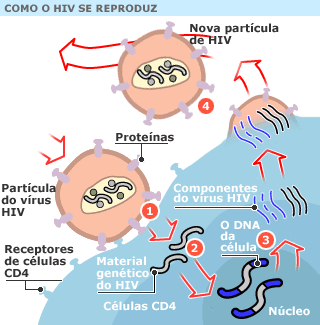 COMO O HIV SE REPRODUZ
Nova partícula
de HIV
4
Proteínas
Partícula
do vírus
HIV
1
Componentes
do vírus HIV
Receptores
de células
CD4
Material
genético
do HIV
2
O DNA
da
célula
3
Células CD4
Núcleo